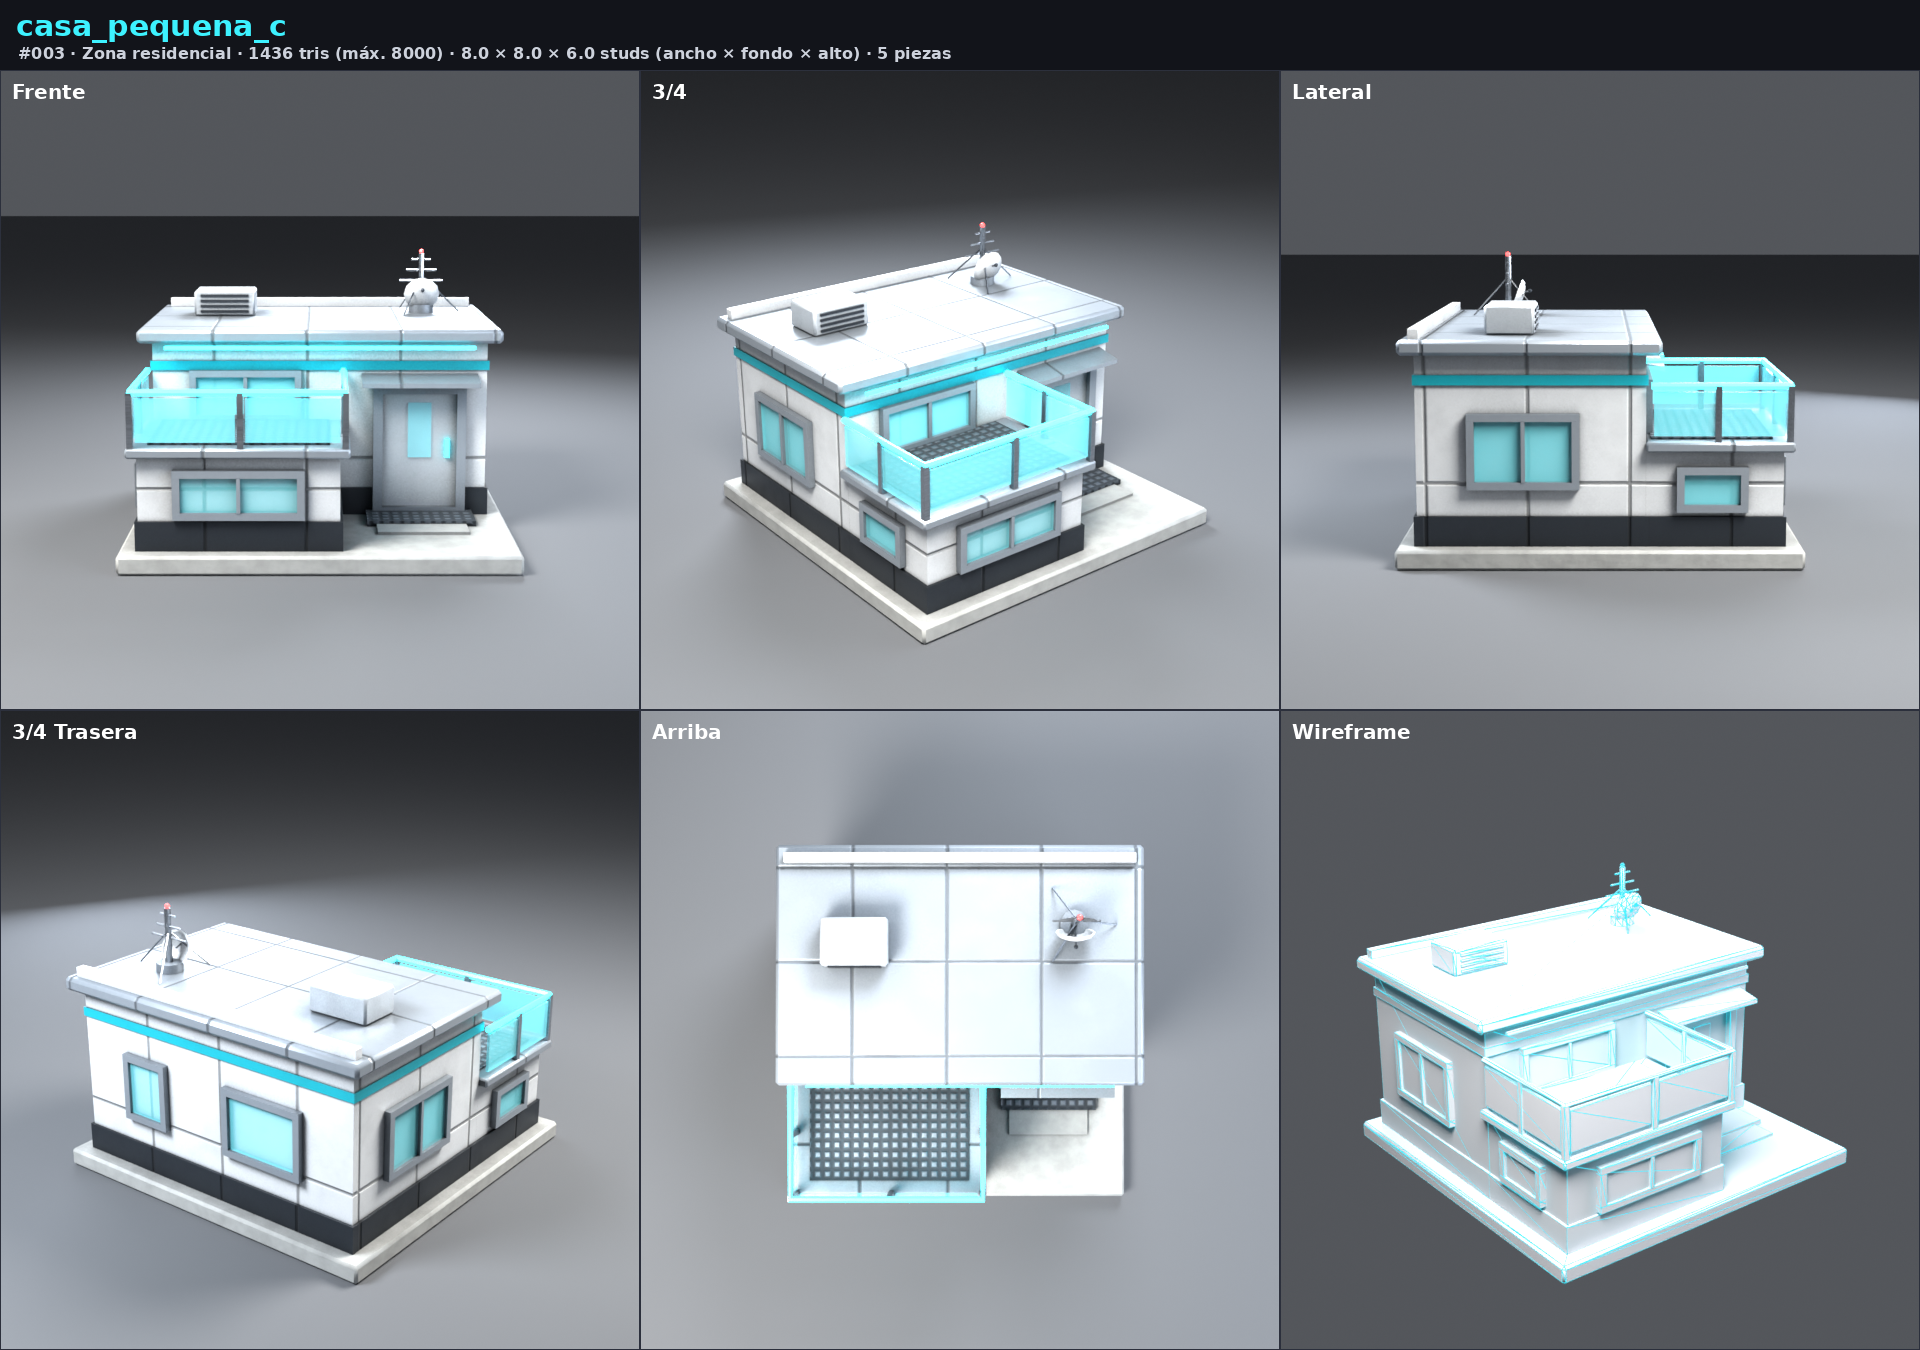 casa_pequena_c
#003 · Zona residencial · 1436 tris (máx. 8000) · 8.0 × 8.0 × 6.0 studs (ancho × fondo × alto) · 5 piezas
Frente
3/4
Lateral
3/4 Trasera
Arriba
Wireframe